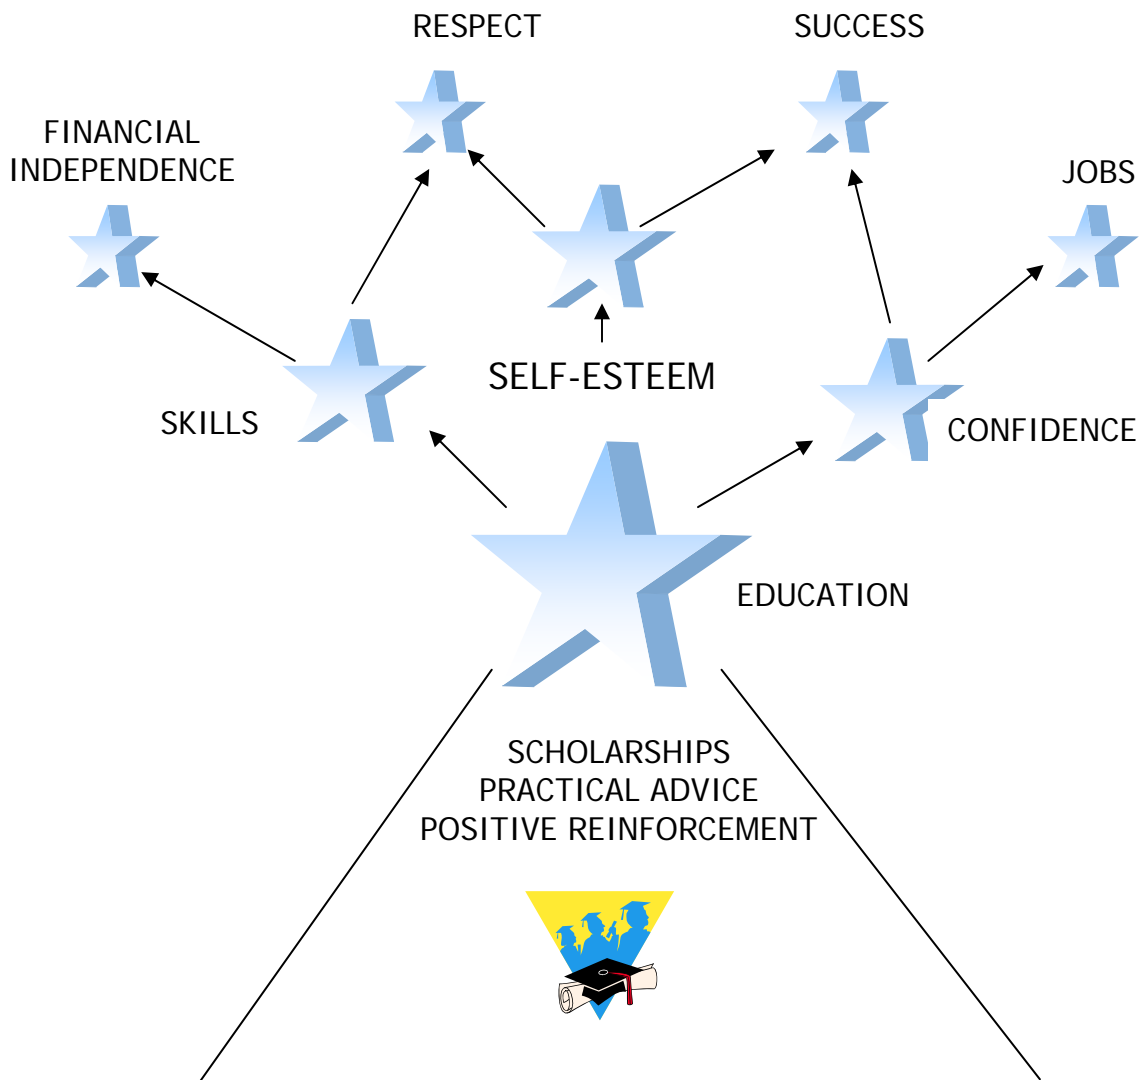 RESPECT
SUCCESS
FINANCIAL
INDEPENDENCE
JOBS
SELF-ESTEEM
SKILLS
CONFIDENCE
EDUCATION
SCHOLARSHIPS
PRACTICAL ADVICE
POSITIVE REINFORCEMENT